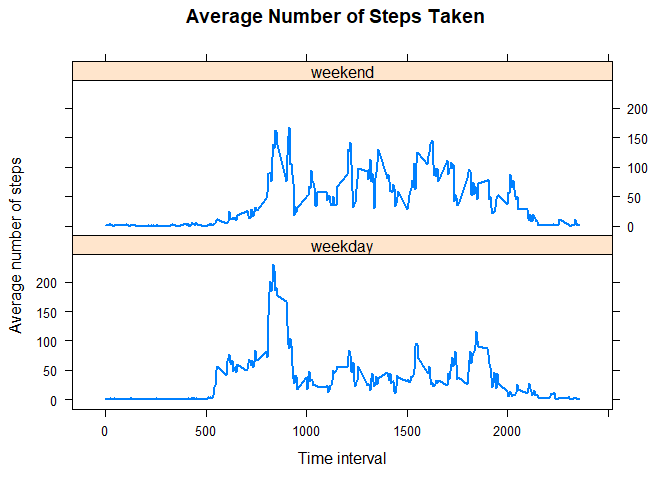 Average Number of Steps Taken
weekend
200
150
100
50
0
weekday
200
150
100
50
0
Average number of steps
0 500 1000 1500 2000
Time interval